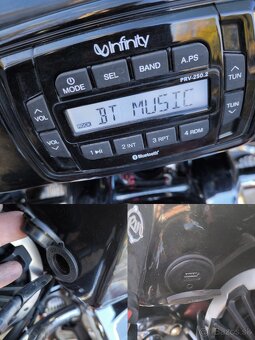 Infinity
MODE
SEL
BAND
A.PS
PRV-250.2
VOL
TUN
BT MUSIC
VOL
TUN
1
2 INT
3 RPT
4 RDM
Bluetooth